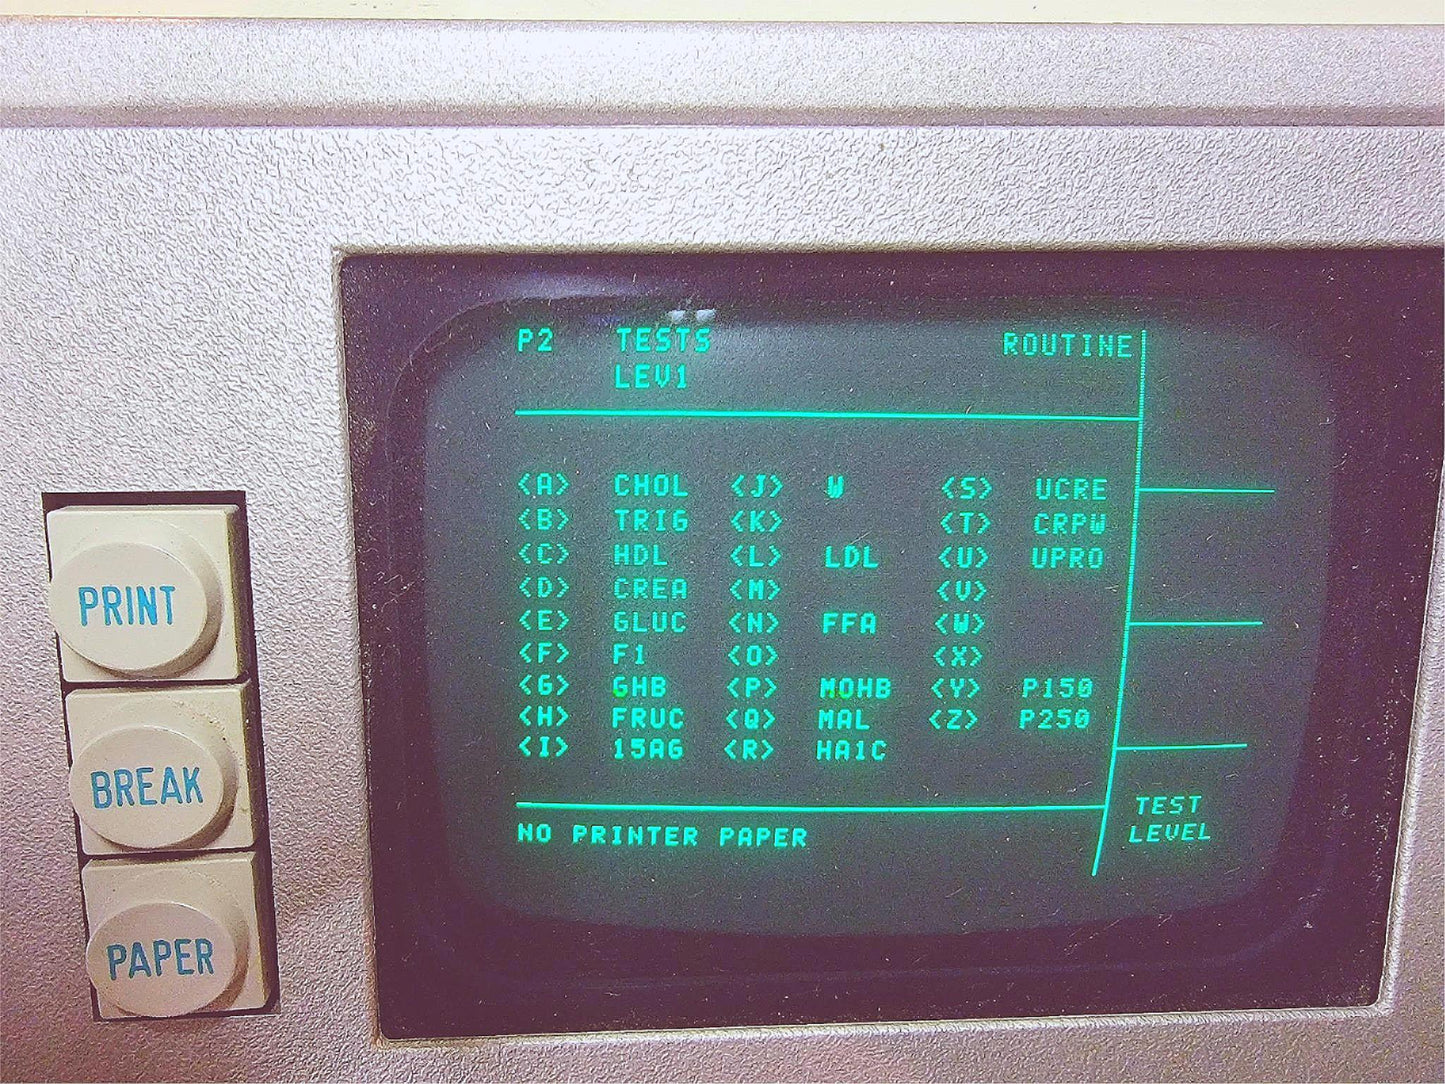 P2 TESTS ROUTINE
LEV1
<A> CHOL <J> W <S> UCRE
<B> TRIG <K> <T> CRPW
<C> HDL <L> LDL <U> UPRO
<D> CREA <M> <V>
<E> GLUC <N> FFA <W>
<F> F1 <O> <X>
<G> GHB <P> MOHB <Y> P150
<H> FRUC <Q> MAL <Z> P250
<I> 15AG <R> HA1C
TEST
LEVEL
NO PRINTER PAPER
PRINT
BREAK
PAPER